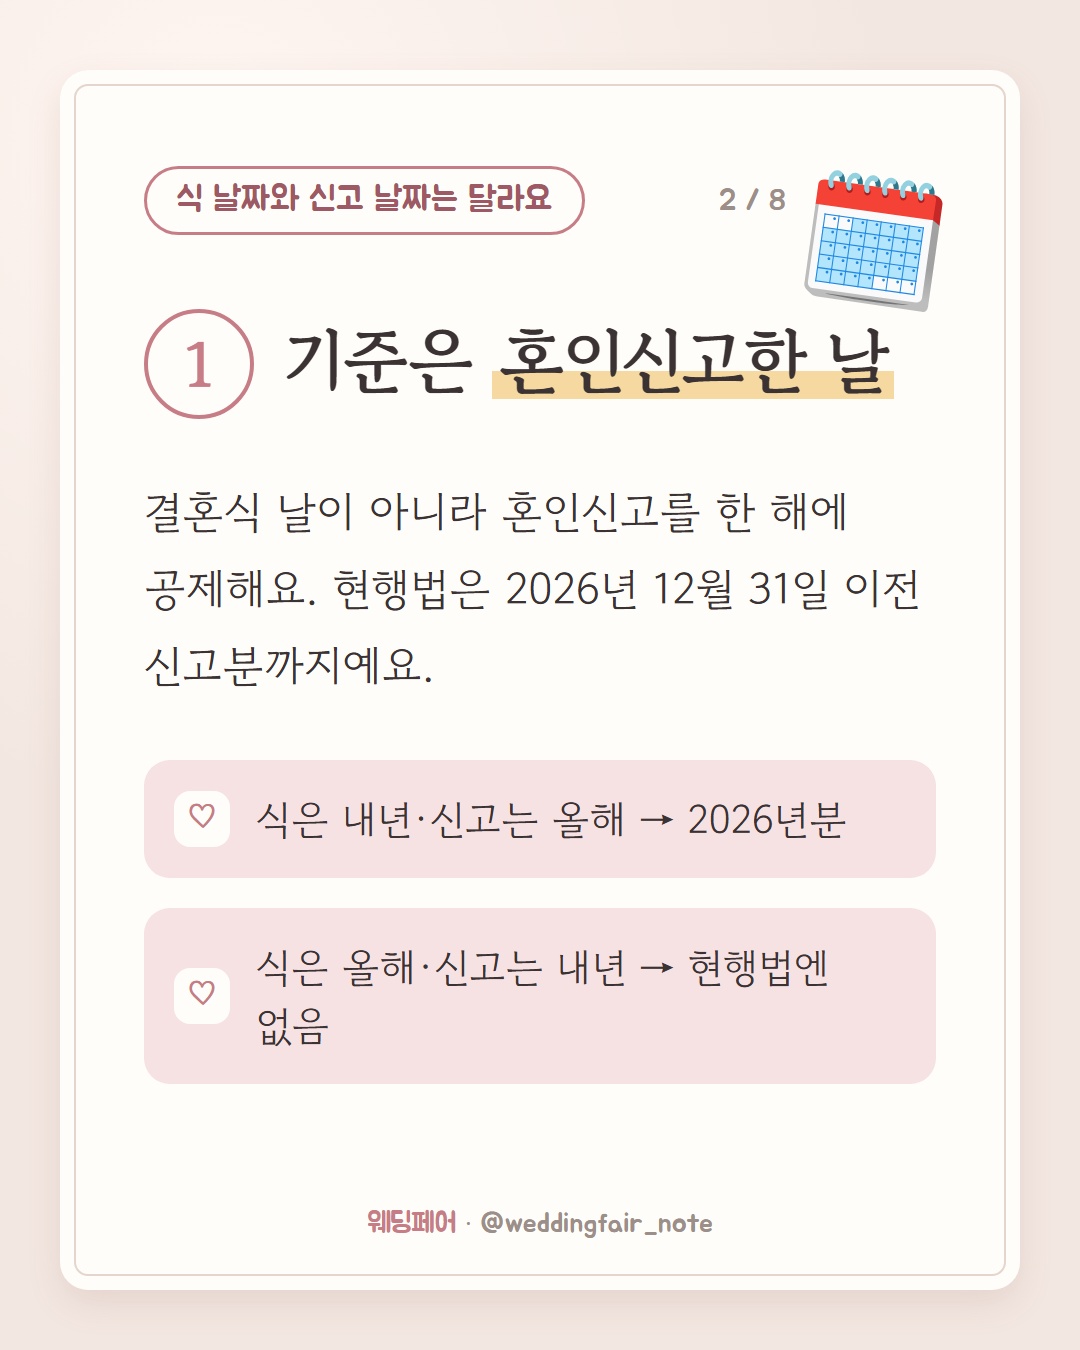 식 날짜와 신고 날짜는 달라요
2 / 8
1 기준은 혼인신고한 날
결혼식 날이 아니라 혼인신고를 한 해에
공제해요. 현행법은 2026년 12월 31일 이전
신고분까지예요.
♡ 식은 내년·신고는 올해 → 2026년분
♡ 식은 올해·신고는 내년 → 현행법엔
없음
웨딩페어 · @weddingfair_note